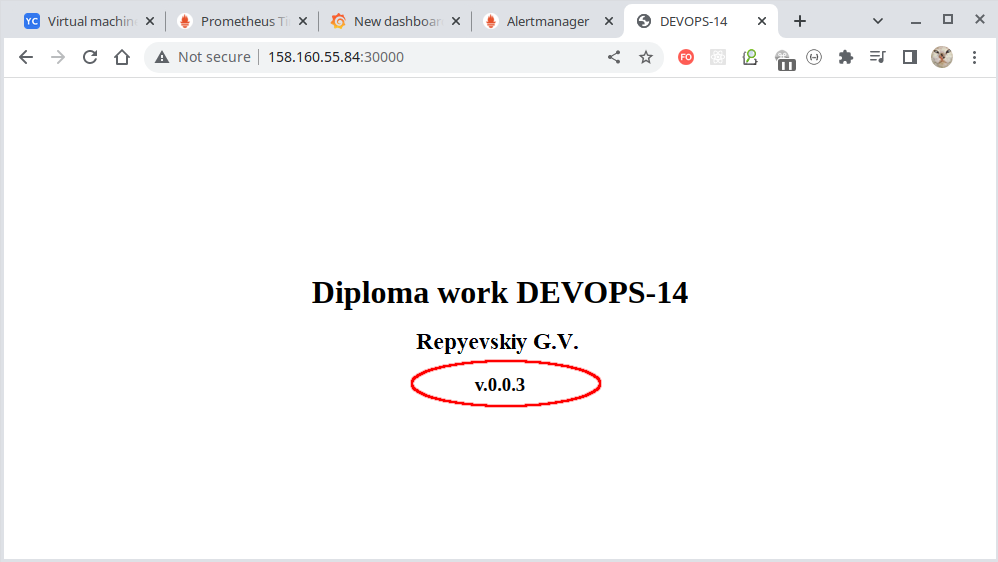 YC Virtual machine
Prometheus Ti
New dashboar
Alertmanager
DEVOPS-14
Not secure
158.160.55.84:30000
FO
Diploma work DEVOPS-14
Repyevskiy G.V.
v.0.0.3